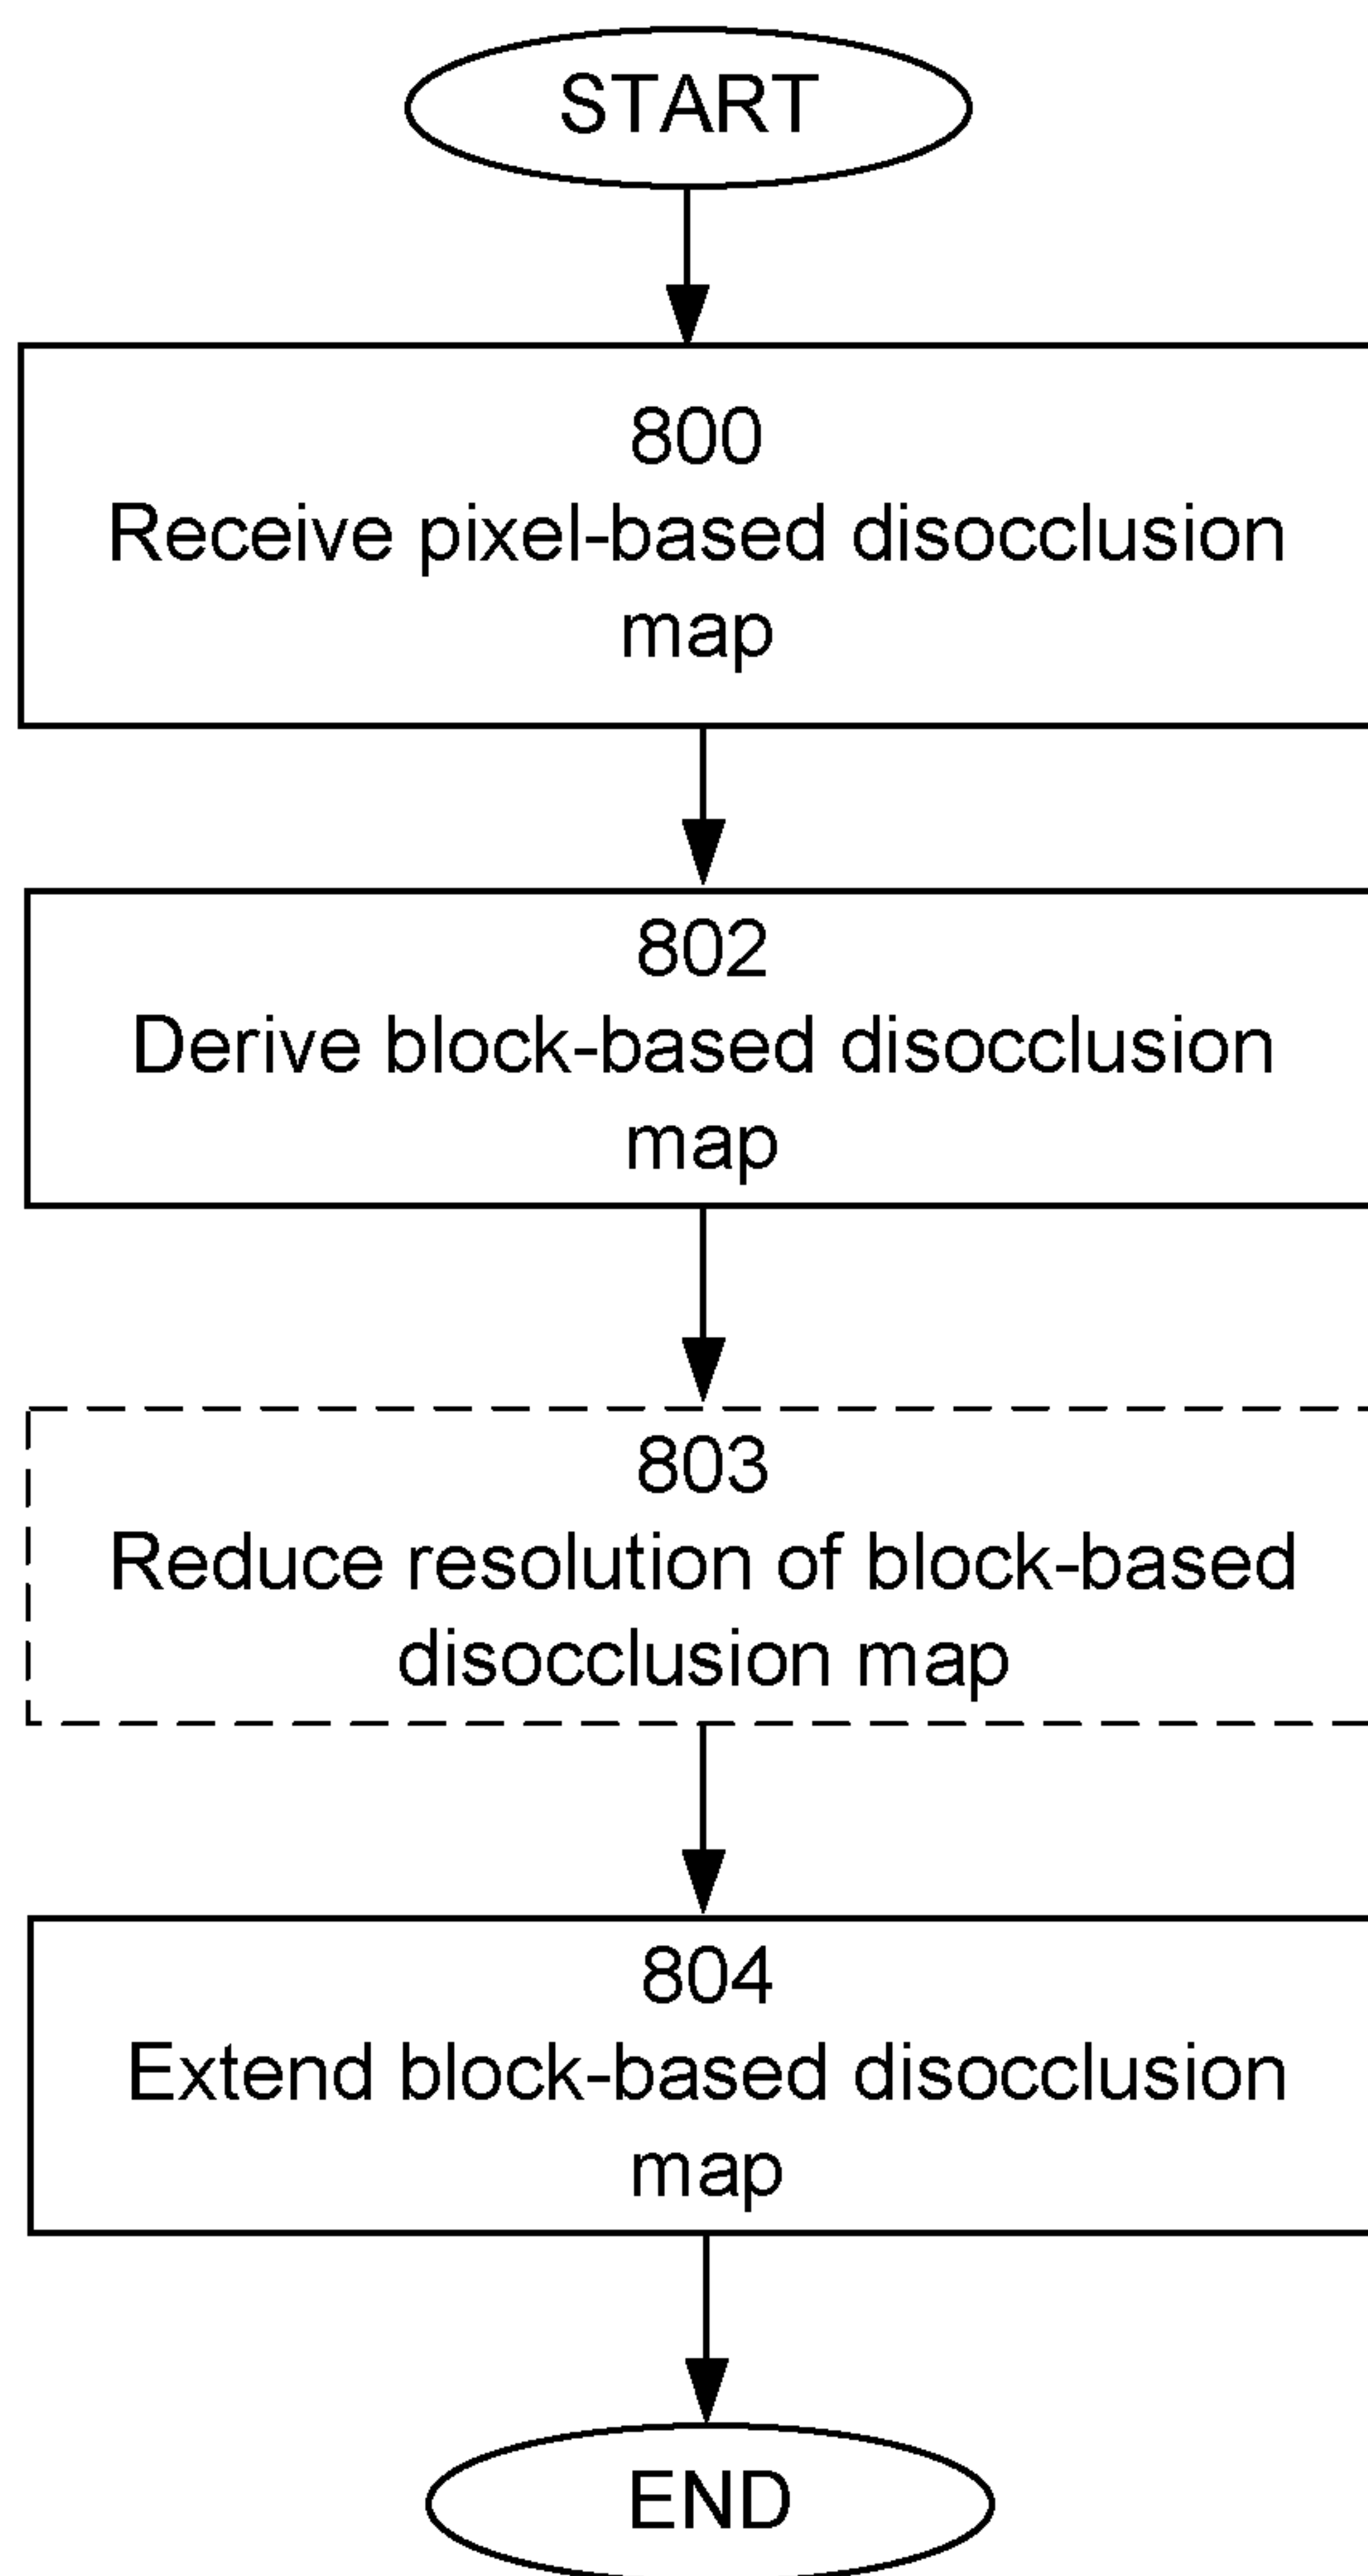 START
800
Receive pixel-based disocclusion
map
802
Derive block-based disocclusion
map
803
Reduce resolution of block-based
disocclusion map
804
Extend block-based disocclusion
map
END